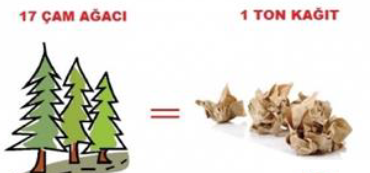 17 ÇAM AĞACI
1 TON KAĞIT
=